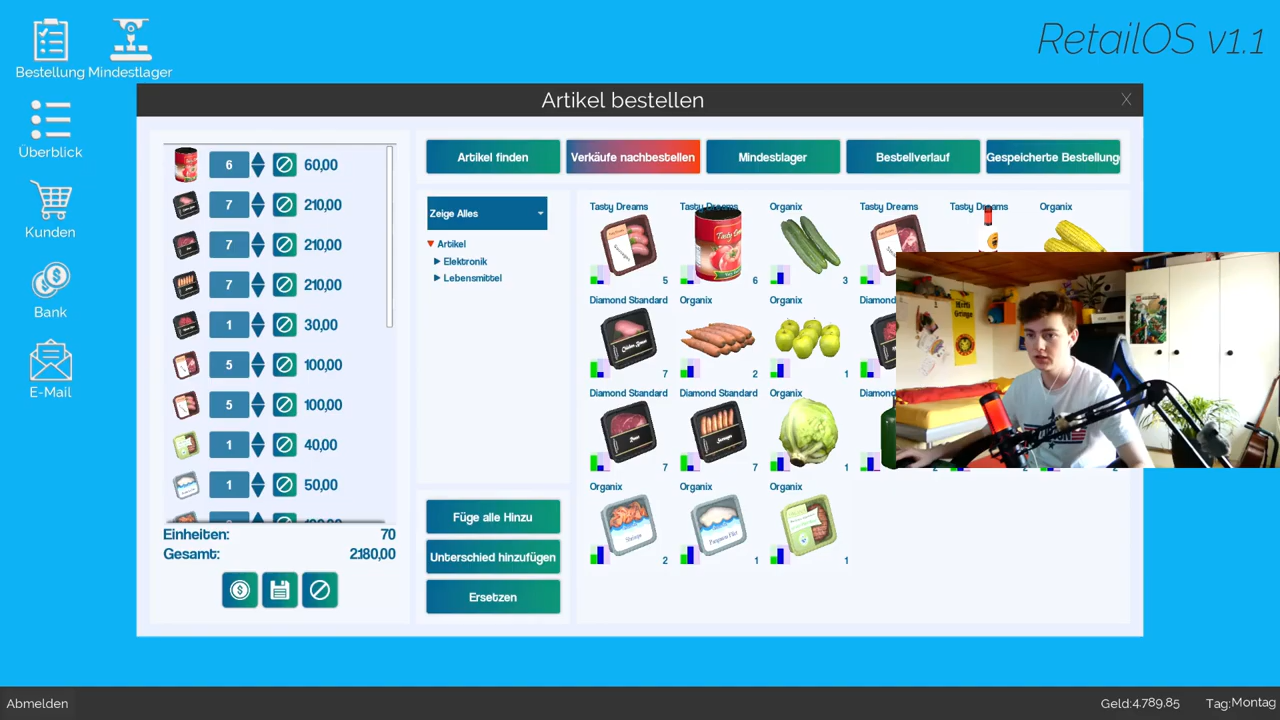 RetailOS v1.1
Bestellung
Mindestlager
Überblick
Kunden
Bank
E-Mail
Artikel bestellen
X
6 60,00
7 210,00
7 210,00
7 210,00
1 30,00
5 100,00
5 100,00
1 40,00
1 50,00
Einheiten: 70
Gesamt: 2.180,00
Artikel finden
Verkäufe nachbestellen
Mindestlager
Bestellverlauf
Gespeicherte Bestellung
Zeige Alles
Artikel
Elektronik
Lebensmittel
Füge alle Hinzu
Unterschied hinzufügen
Ersetzen
Tasty Dreams Tasty Dreams Organix Tasty Dreams Tasty Dreams Organix
5 6 3
Diamond Standard Organix Organix Diamond
7 2 1
Diamond Standard Diamond Standard Organix Diamond
7 7 1
Organix Organix Organix
2 1 1
Abmelden
Geld:4.789,85
Tag:Montag